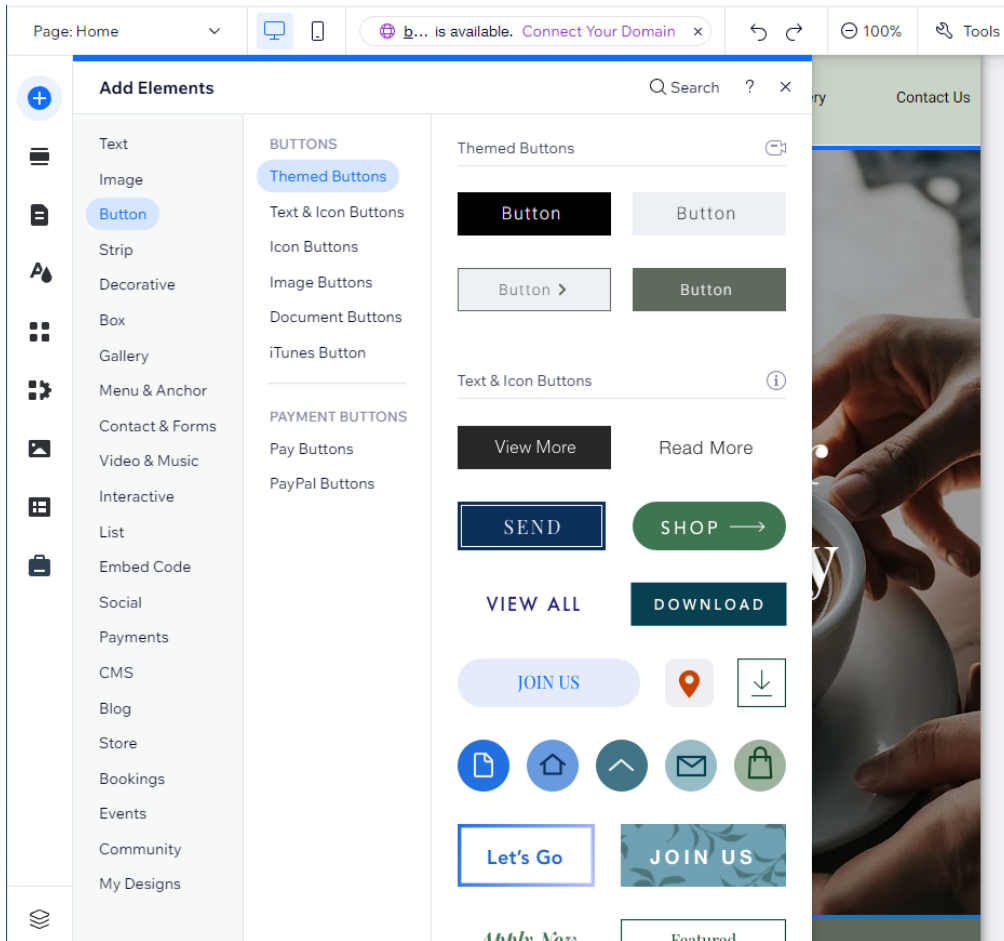 Page: Home
b... is available. Connect Your Domain ×
100%
Tools
Add Elements
Search ? ×
Contact Us
Text
Image
Button
Strip
Decorative
Box
Gallery
Menu & Anchor
Contact & Forms
Video & Music
Interactive
List
Embed Code
Social
Payments
CMS
Blog
Store
Bookings
Events
Community
My Designs
BUTTONS
Themed Buttons
Text & Icon Buttons
Icon Buttons
Image Buttons
Document Buttons
iTunes Button
PAYMENT BUTTONS
Pay Buttons
PayPal Buttons
Themed Buttons
Button
Button
Button >
Button
Text & Icon Buttons
View More
Read More
SEND
SHOP
VIEW ALL
DOWNLOAD
JOIN US
Let's Go
JOIN US
Apply Now
Featured